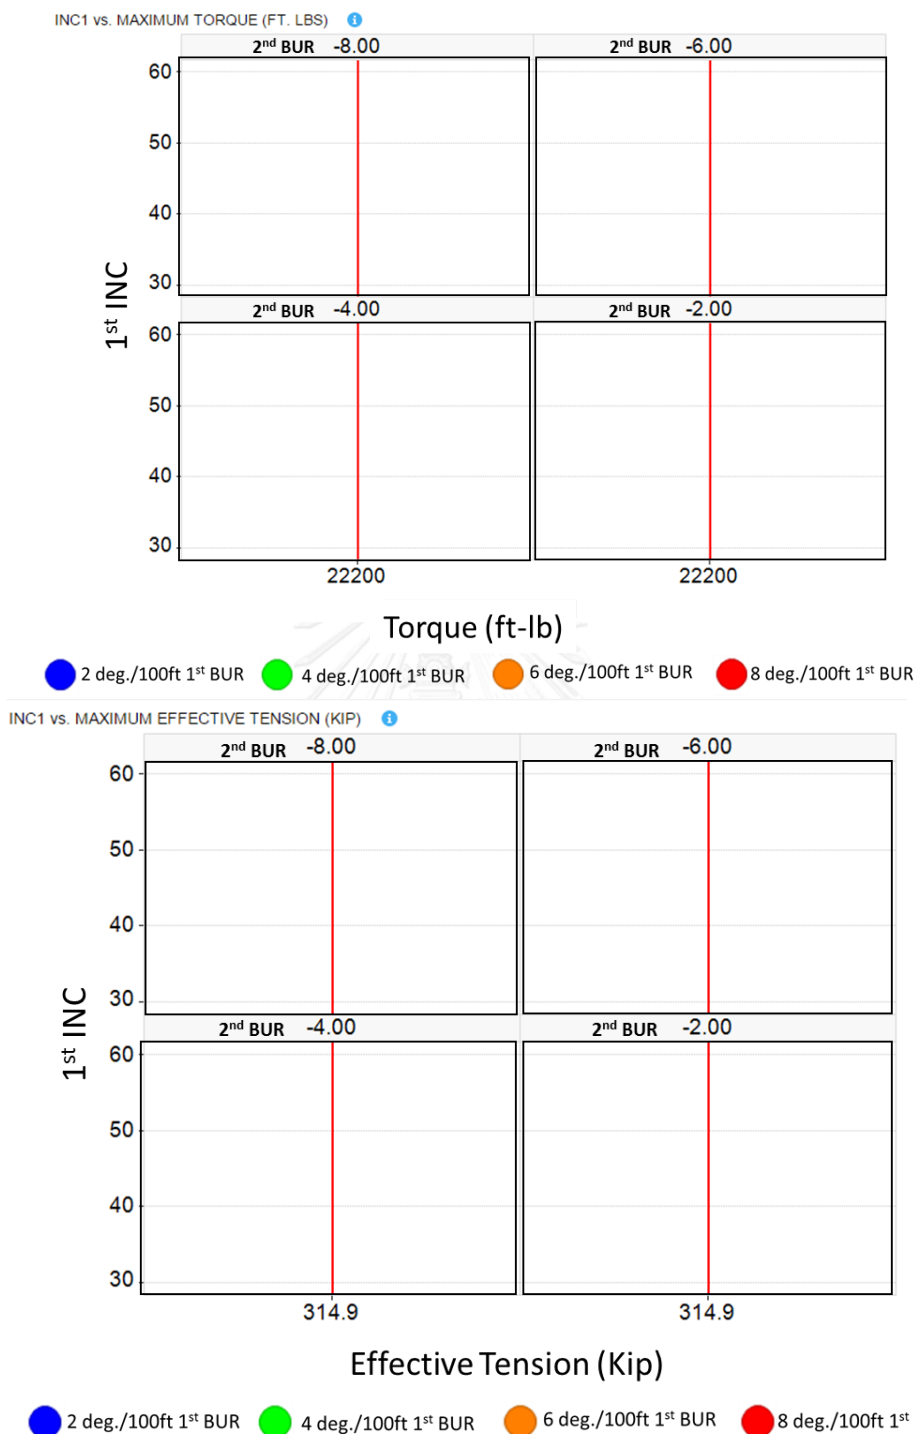 INC1 vs. MAXIMUM TORQUE (FT. LBS)
2nd BUR -8.00 2nd BUR -6.00
60
50
40
30
1st INC
2nd BUR -4.00 2nd BUR -2.00
60
50
40
30
22200 22200
Torque (ft-lb)
2 deg./100ft 1st BUR 4 deg./100ft 1st BUR 6 deg./100ft 1st BUR 8 deg./100ft 1st BUR
INC1 vs. MAXIMUM EFFECTIVE TENSION (KIP)
2nd BUR -8.00 2nd BUR -6.00
60
50
40
30
1st INC
2nd BUR -4.00 2nd BUR -2.00
60
50
40
30
314.9 314.9
Effective Tension (Kip)
2 deg./100ft 1st BUR 4 deg./100ft 1st BUR 6 deg./100ft 1st BUR 8 deg./100ft 1st